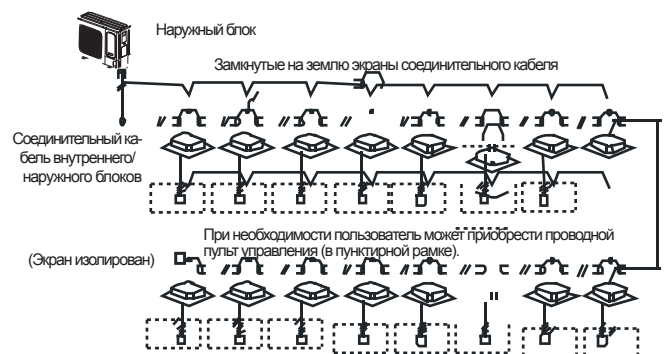 Наружный блок
Замкнутые на землю экраны соединительного кабеля
Соединительный ка-
бель внутреннего/
наружного блоков
При необходимости пользователь может приобрести проводной
пульт управления (в пунктирной рамке).
(Экран изолирован)